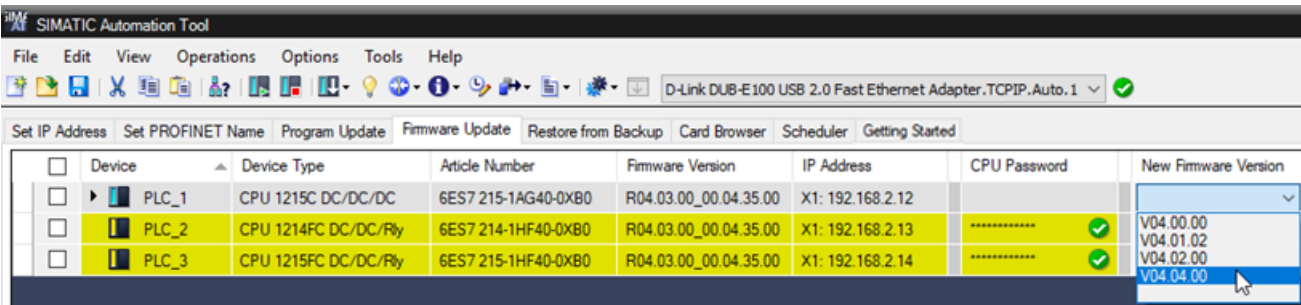 SIMATIC Automation Tool
File Edit View Operations Options Tools Help
D-Link DUB-E100 USB 2.0 Fast Ethernet Adapter.TCPIP.Auto.1
Set IP Address Set PROFINET Name Program Update Firmware Update Restore from Backup Card Browser Scheduler Getting Started
Device Device Type Article Number Firmware Version IP Address CPU Password New Firmware Version
PLC_1 CPU 1215C DC/DC/DC 6ES7 215-1AG40-0XB0 R04.03.00_00.04.35.00 X1: 192.168.2.12
PLC_2 CPU 1214FC DC/DC/Rly 6ES7 214-1HF40-0XB0 R04.03.00_00.04.35.00 X1: 192.168.2.13 ************
PLC_3 CPU 1215FC DC/DC/Rly 6ES7 215-1HF40-0XB0 R04.03.00_00.04.35.00 X1: 192.168.2.14 ************
V04.00.00
V04.01.02
V04.02.00
V04.04.00